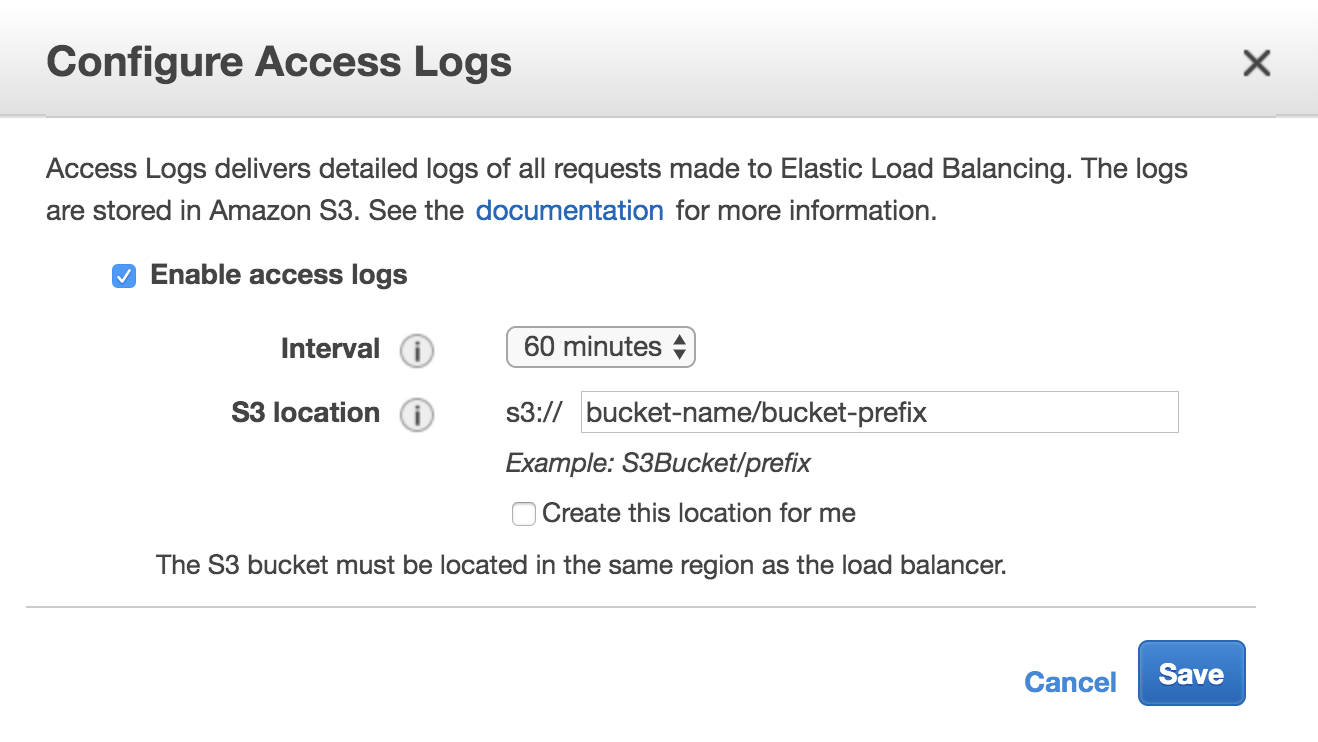 Configure Access Logs
Access Logs delivers detailed logs of all requests made to Elastic Load Balancing. The logs
are stored in Amazon S3. See the documentation for more information.
Enable access logs
Interval 60 minutes
S3 location s3:// bucket-name/bucket-prefix
Example: S3Bucket/prefix
Create this location for me
The S3 bucket must be located in the same region as the load balancer.
Cancel Save